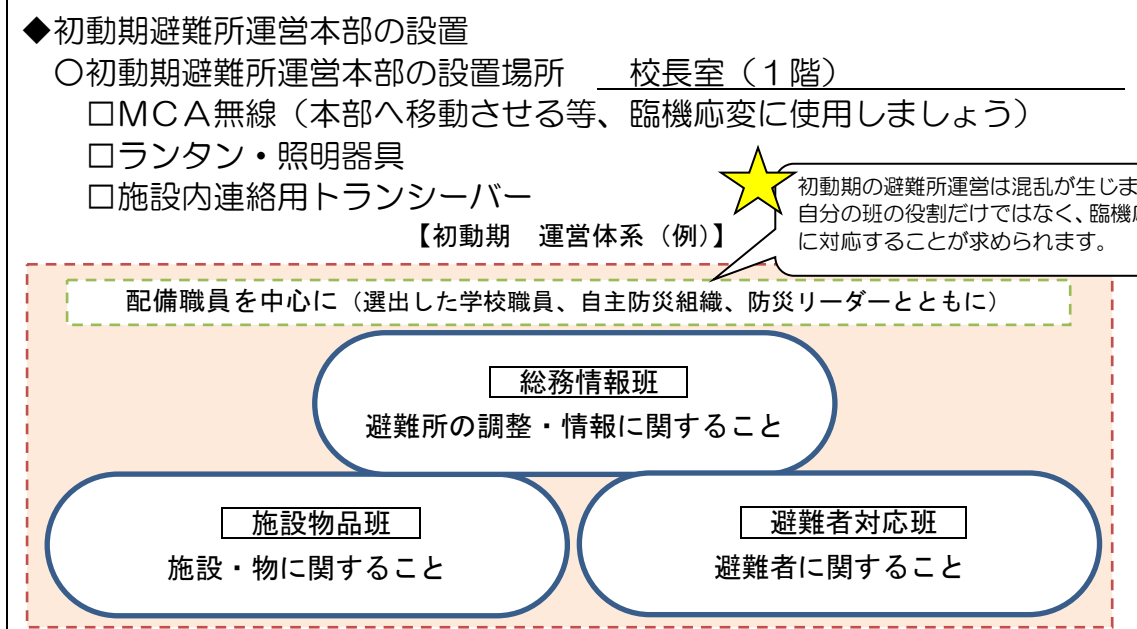 ◆初動期避難所運営本部の設置
○初動期避難所運営本部の設置場所　校長室（１階）
□ＭＣＡ無線（本部へ移動させる等、臨機応変に使用しましょう）
□ランタン・照明器具
□施設内連絡用トランシーバー
初動期の避難所運営は混乱が生じま
自分の班の役割だけではなく、臨機
に対応することが求められます。
【初動期　運営体系（例）】
配備職員を中心に（選出した学校職員、自主防災組織、防災リーダーとともに）
総務情報班
避難所の調整・情報に関すること
施設物品班
施設・物に関すること
避難者対応班
避難者に関すること